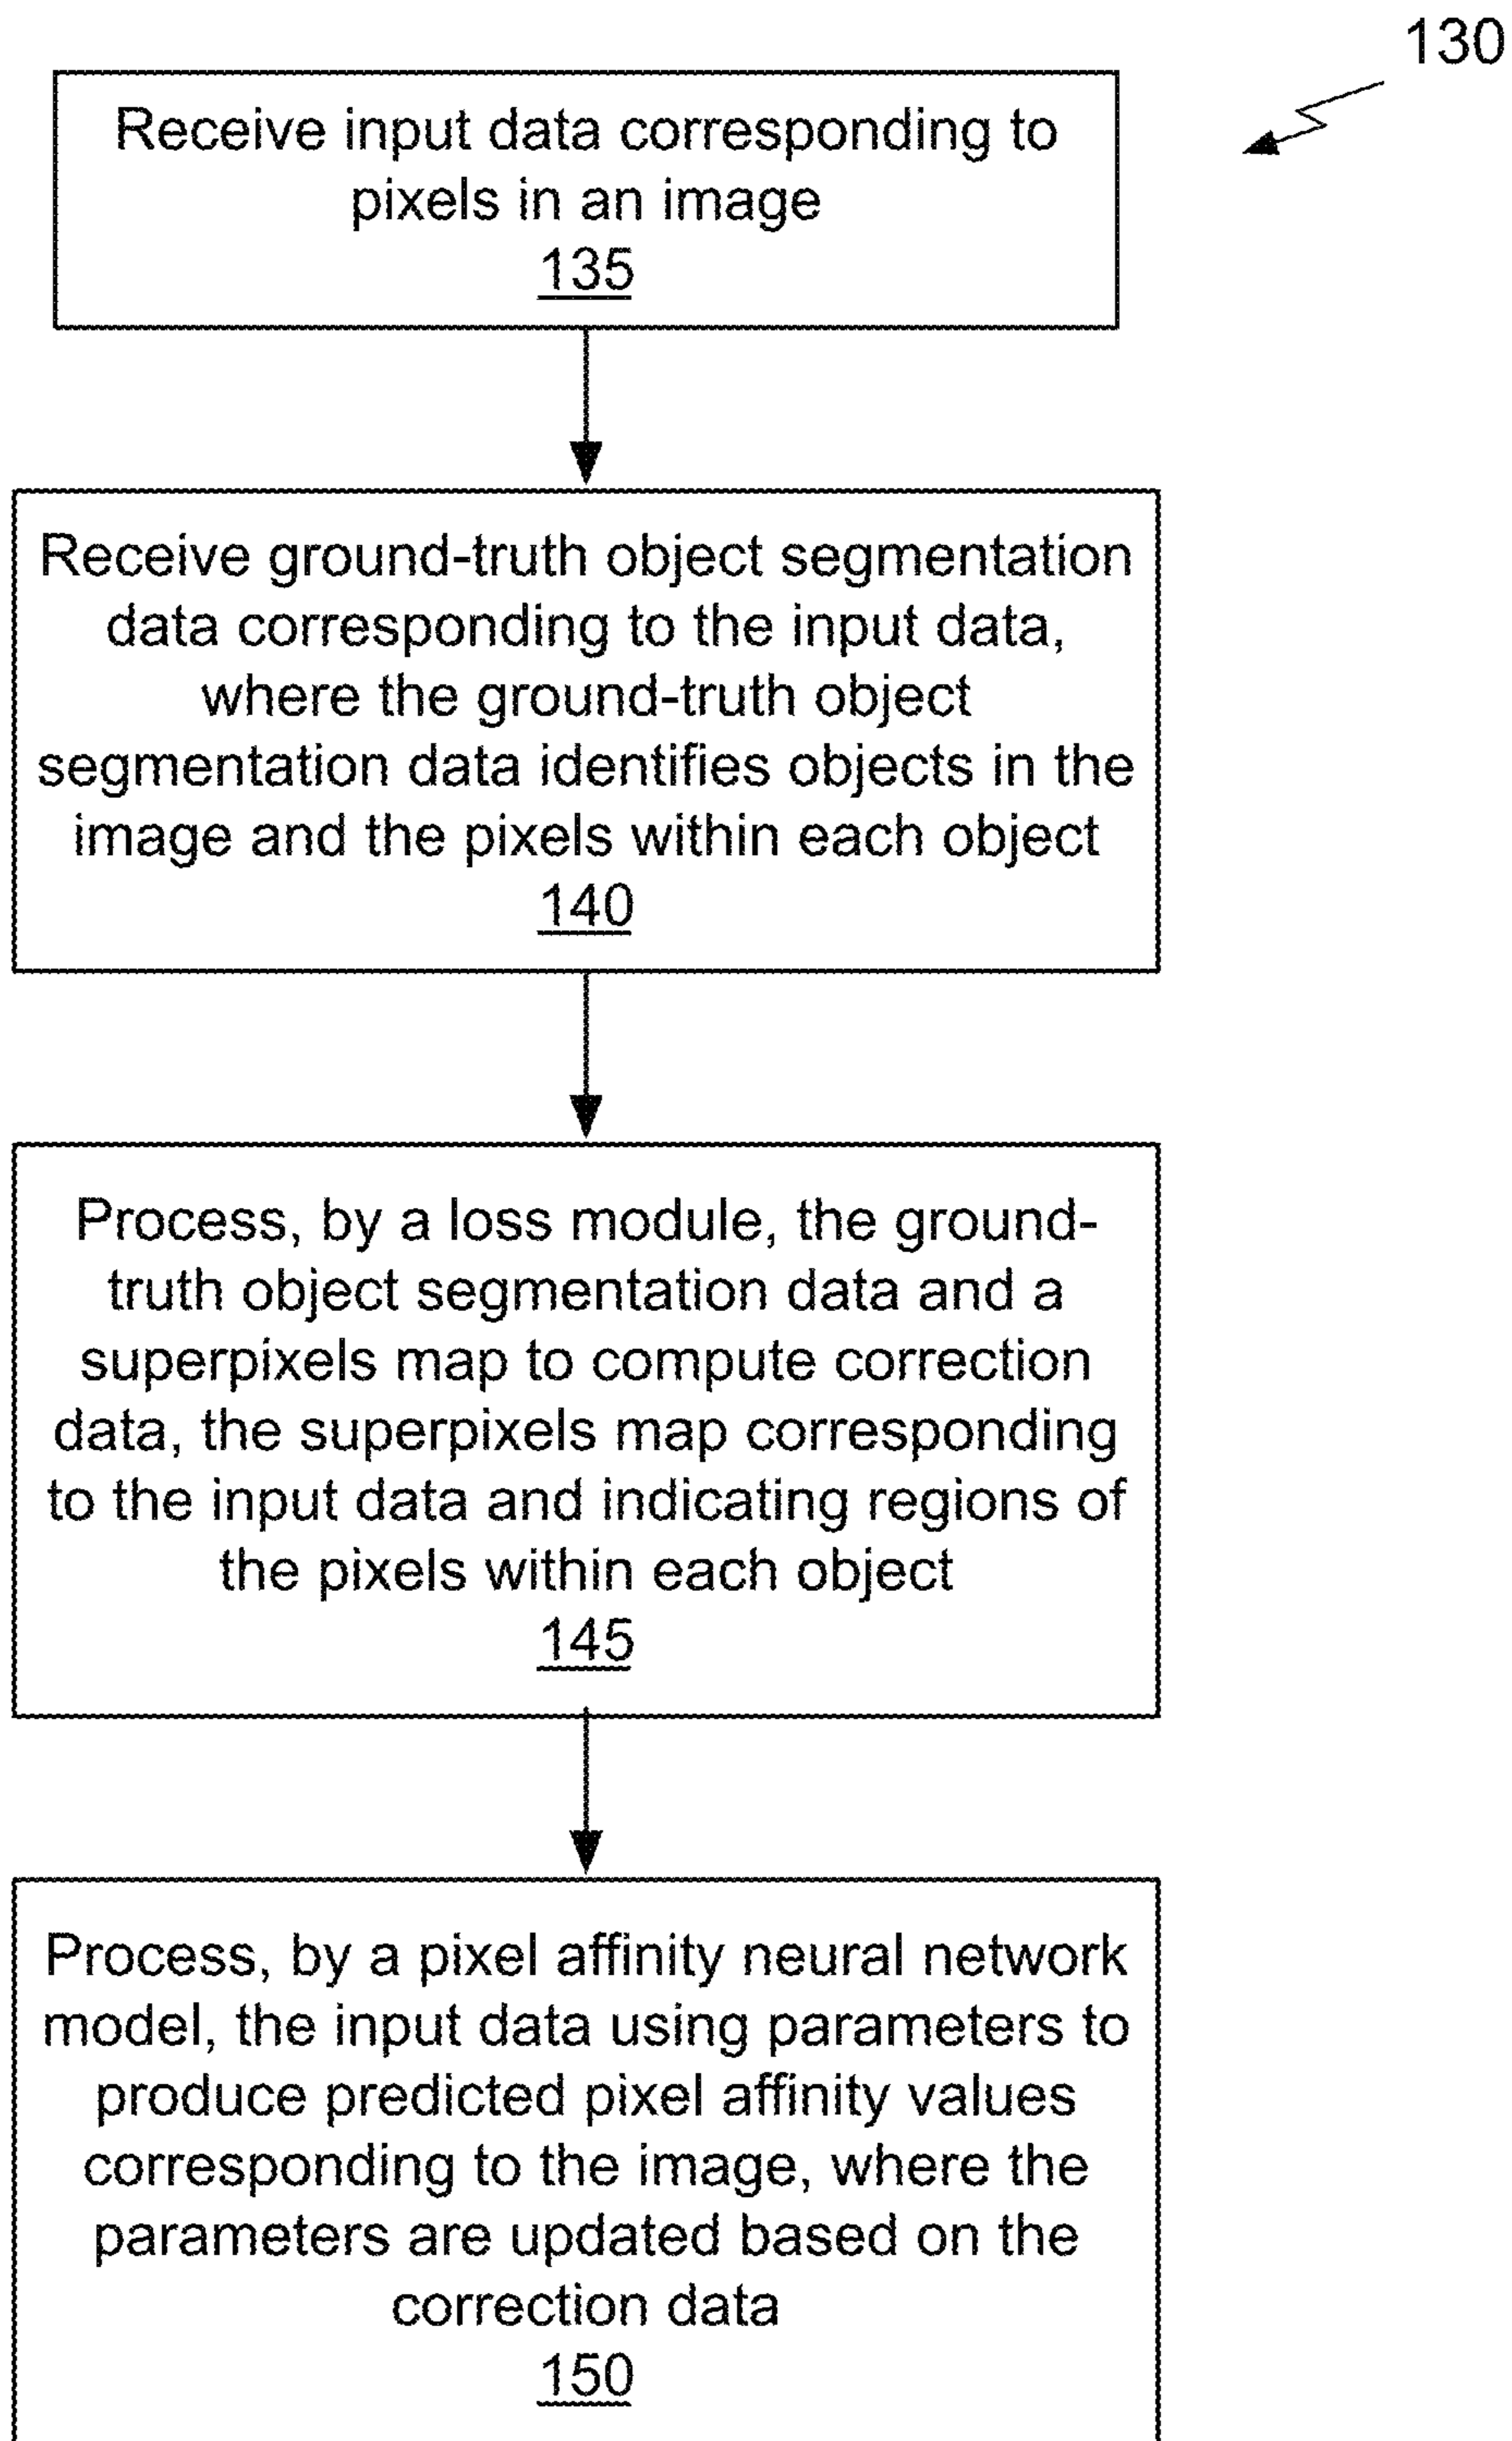 130
Receive input data corresponding to
pixels in an image
135
Receive ground-truth object segmentation
data corresponding to the input data,
where the ground-truth object
segmentation data identifies objects in the
image and the pixels within each object
140
Process, by a loss module, the ground-
truth object segmentation data and a
superpixels map to compute correction
data, the superpixels map corresponding
to the input data and indicating regions of
the pixels within each object
145
Process, by a pixel affinity neural network
model, the input data using parameters to
produce predicted pixel affinity values
corresponding to the image, where the
parameters are updated based on the
correction data
150